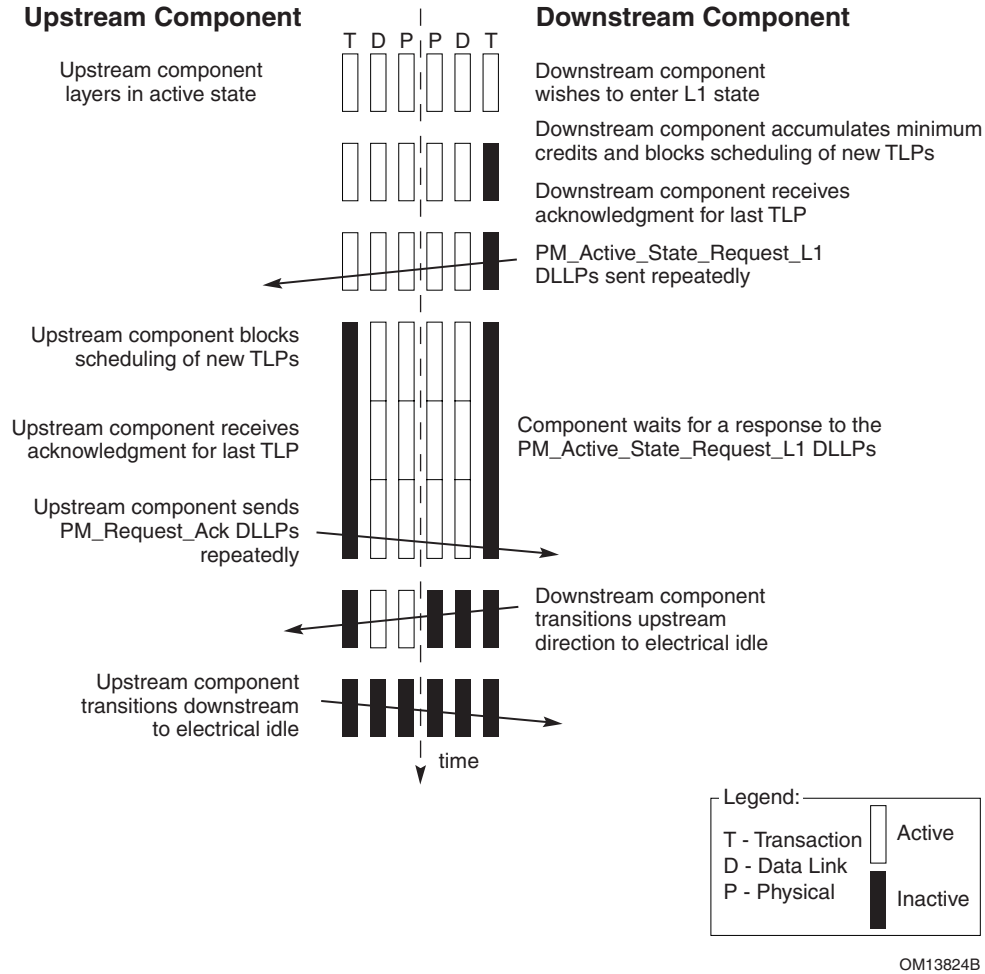 Upstream Component
Downstream Component
T D P P D T
Upstream component
layers in active state
Downstream component
wishes to enter L1 state
Downstream component accumulates minimum
credits and blocks scheduling of new TLPs
Downstream component receives
acknowledgment for last TLP
PM_Active_State_Request_L1
DLLPs sent repeatedly
Upstream component blocks
scheduling of new TLPs
Upstream component receives
acknowledgment for last TLP
Component waits for a response to the
PM_Active_State_Request_L1 DLLPs
Upstream component sends
PM_Request_Ack DLLPs
repeatedly
Downstream component
transitions upstream
direction to electrical idle
Upstream component
transitions downstream
to electrical idle
time
Legend:
T - Transaction
D - Data Link
P - Physical
Active
Inactive
OM13824B